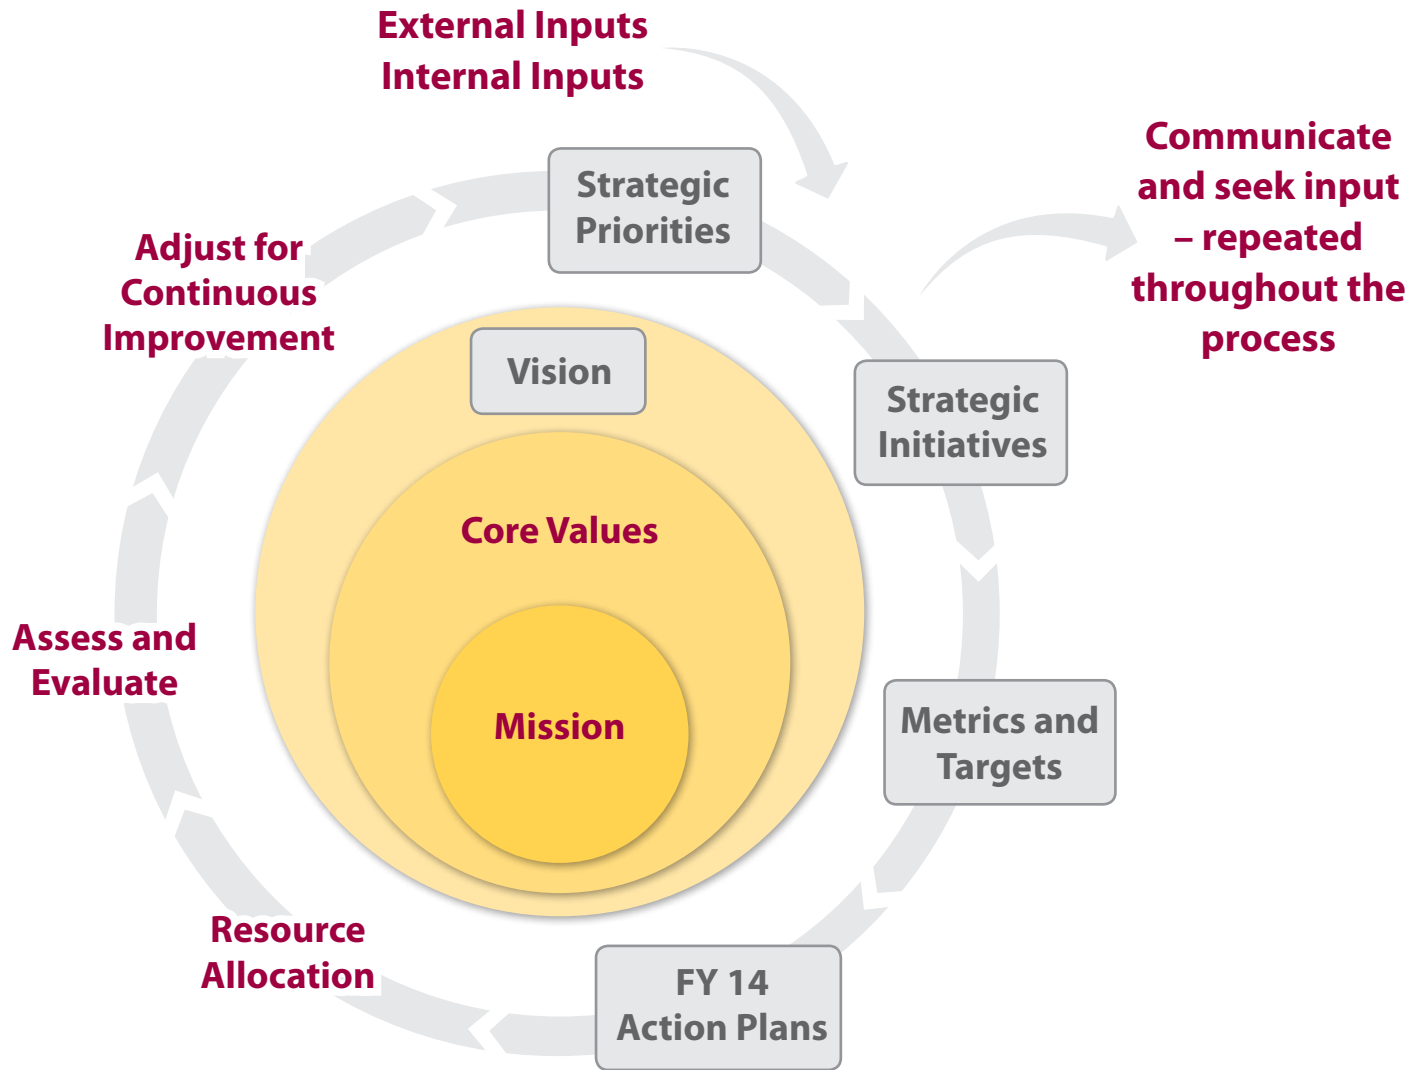 External Inputs
Internal Inputs
Communicate
and seek input
– repeated
throughout the
process
Strategic
Priorities
Adjust for
Continuous
Improvement
Vision
Strategic
Initiatives
Core Values
Assess and
Evaluate
Mission
Metrics and
Targets
Resource
Allocation
FY 14
Action Plans